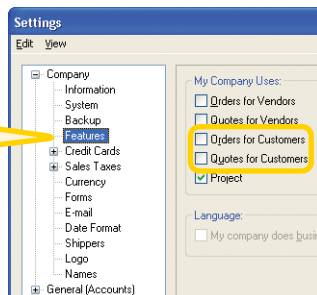 Settings
Edit View
Company
Information
System
Backup
Features
Credit Cards
Sales Taxes
Currency
Forms
E-mail
Date Format
Shippers
Logo
Names
General (Accounts)
My Company Uses:
Orders for Vendors
Quotes for Vendors
Orders for Customers
Quotes for Customers
Project
Language:
My company does